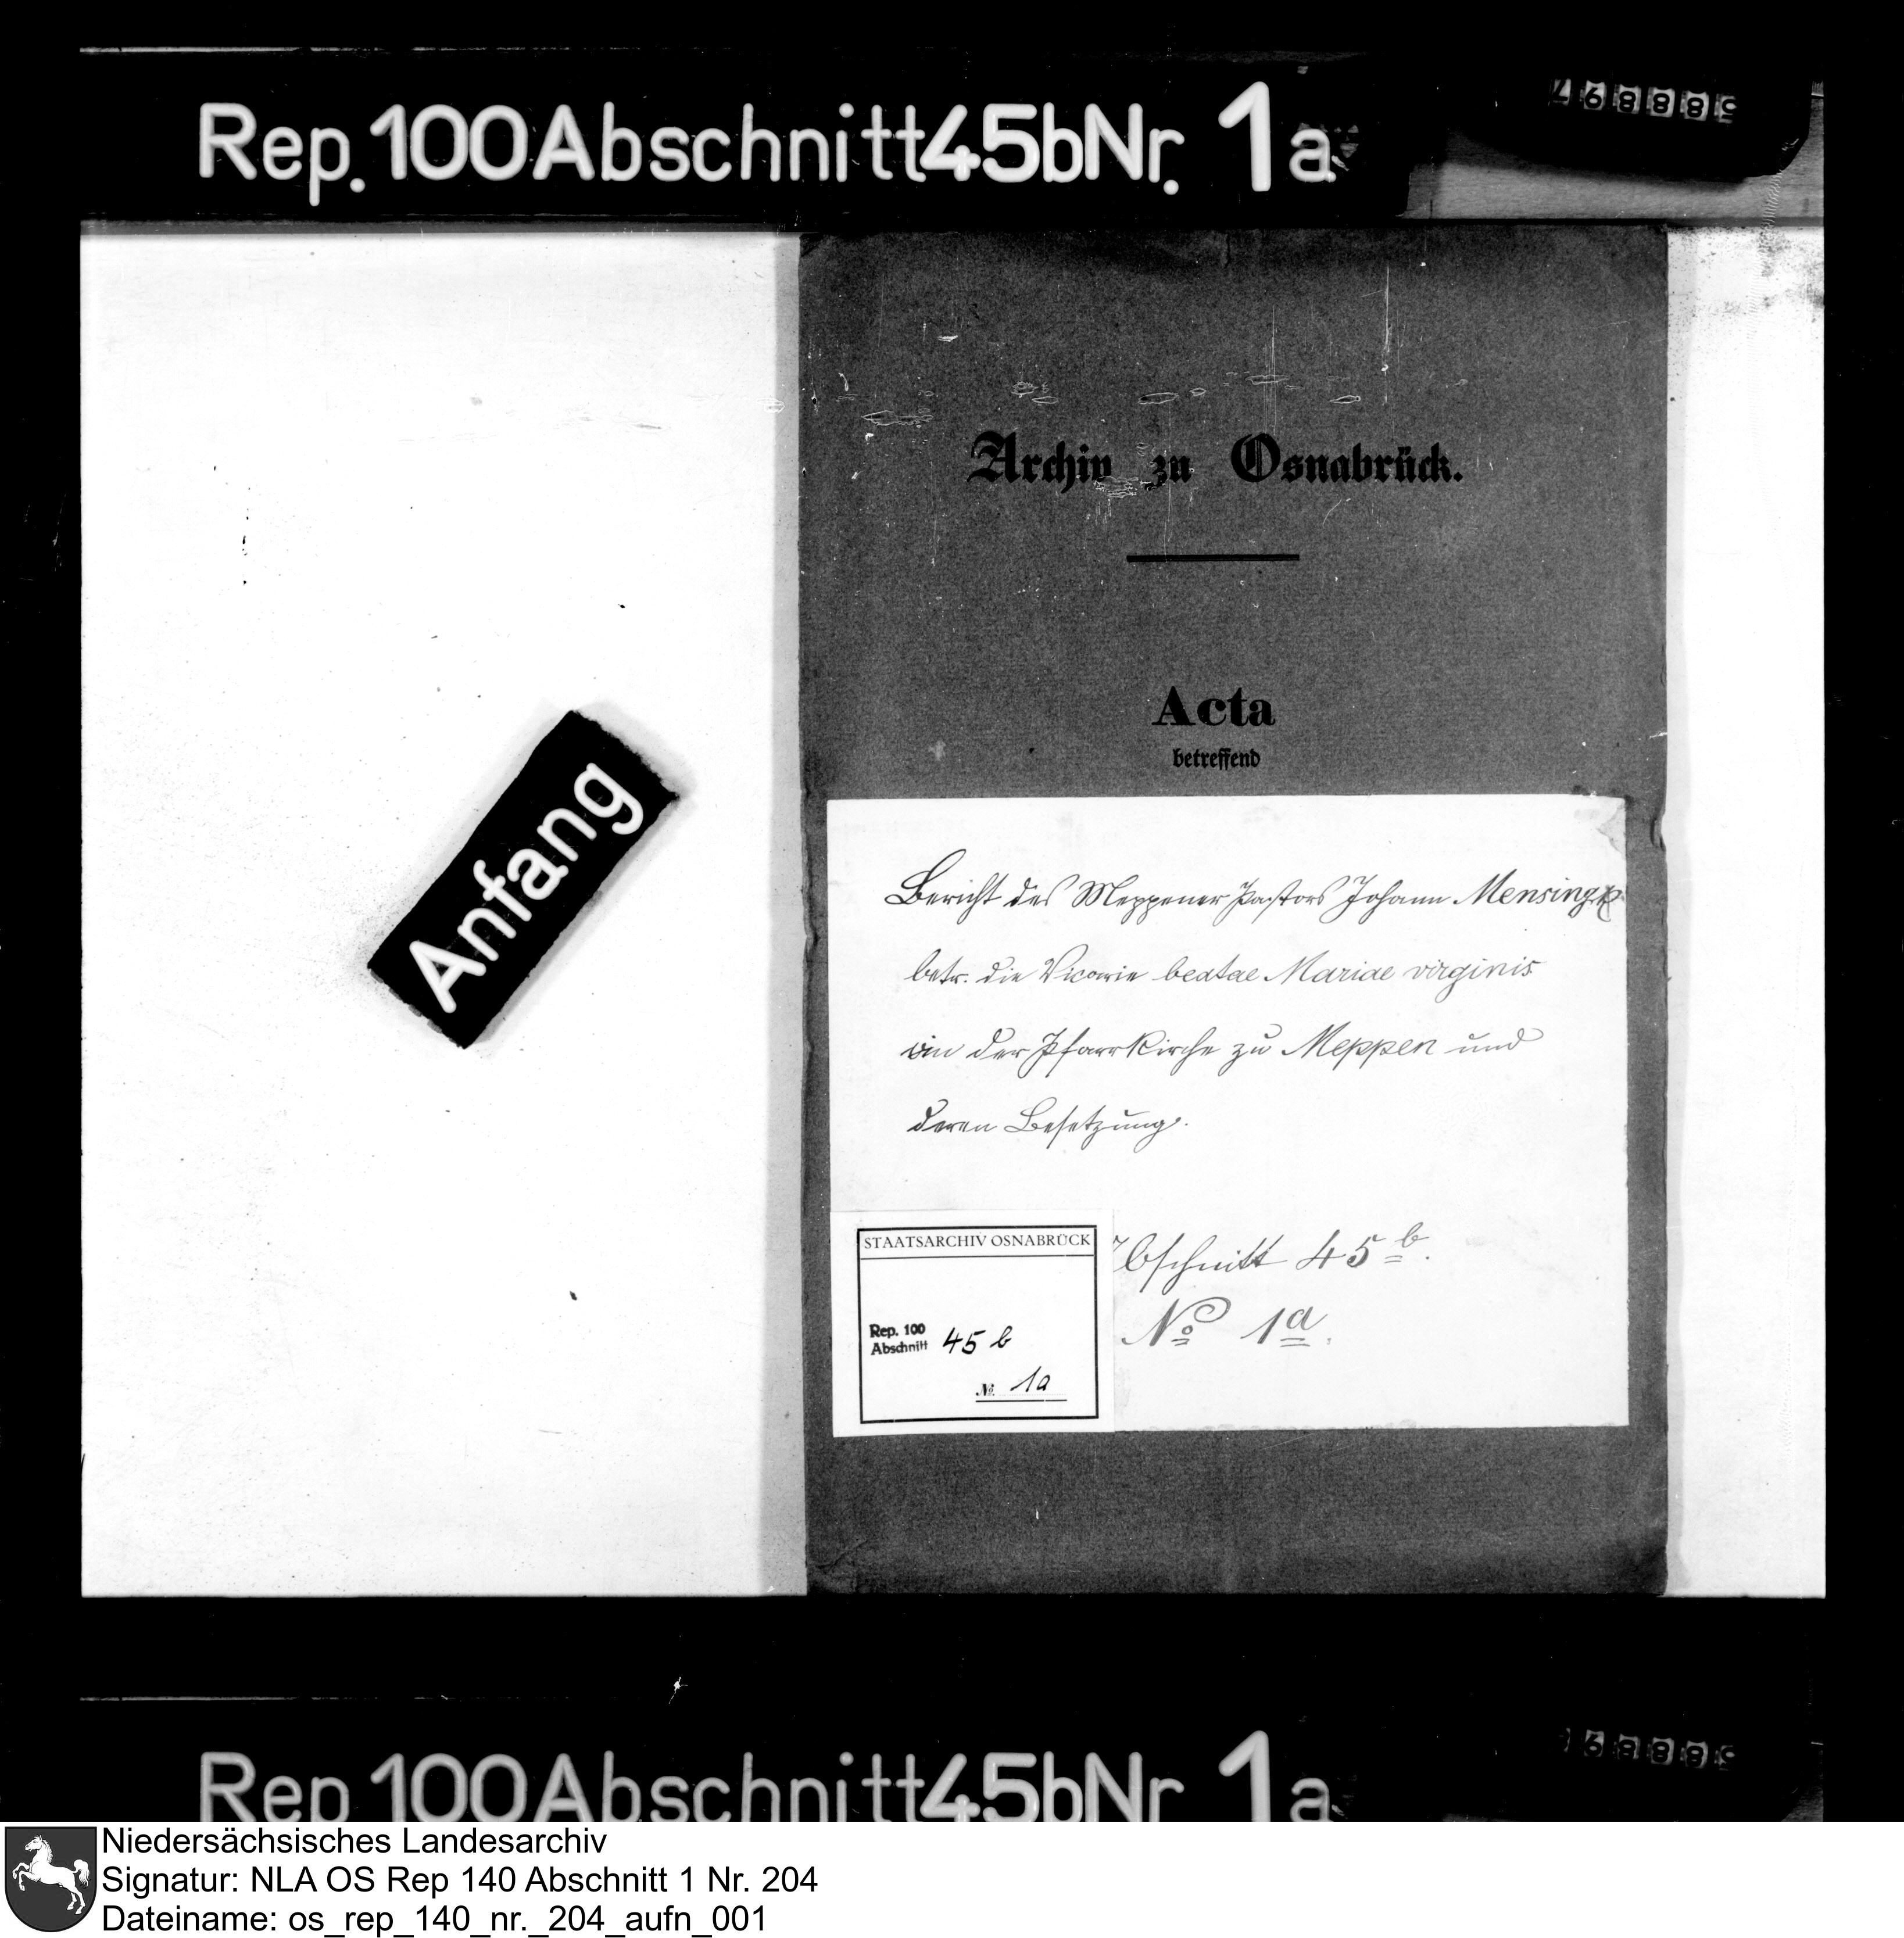 Rep. 100 Abschnitt 45b Nr. 1a
Anfang
Archiv zu Osnabrück.
Acta
betreffend
Bericht des Meppener Pastors Johann Mensing
betr. die Vicarie beatae Mariae virginis
in der Pfarrkirche zu Meppen und
deren Besetzung.
Abschnitt 45 b.
No 1a.
STAATSARCHIV OSNABRÜCK
Rep. 100
Abschnitt 45 b
No. 1a
Rep 100 Abschnitt 45b Nr 1a
Niedersächsisches Landesarchiv
Signatur: NLA OS Rep 140 Abschnitt 1 Nr. 204
Dateiname: os_rep_140_nr._204_aufn_001